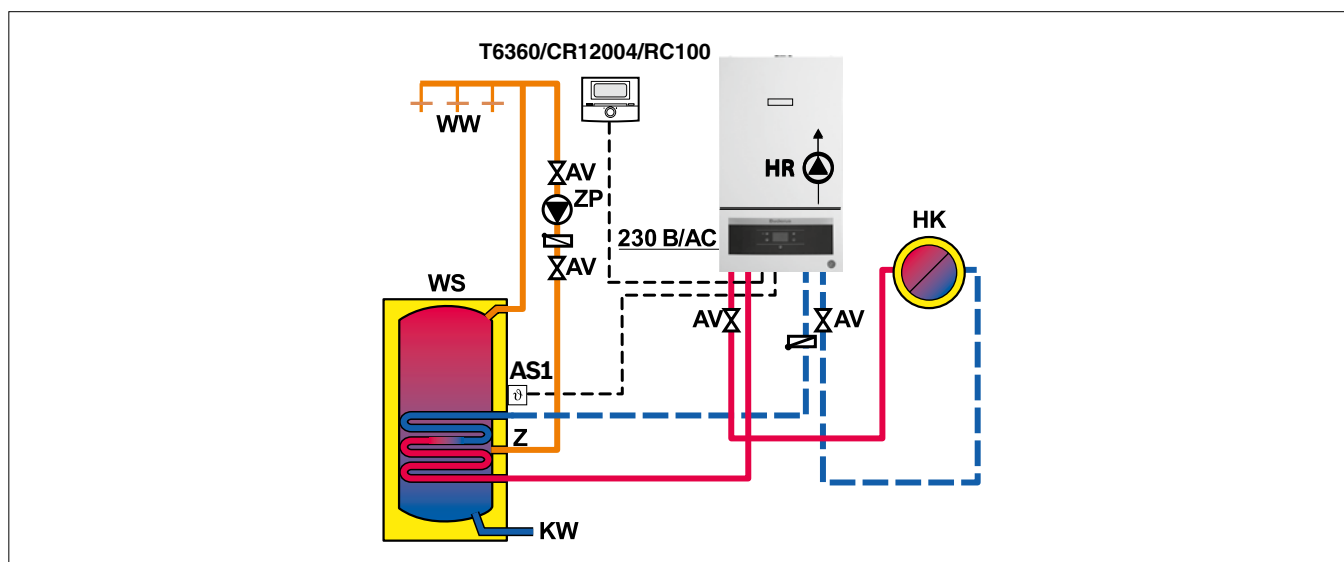 T6360/CR12004/RC100
WW
AV
ZP
HR
230 B/AC
HK
AV
WS
AV
AV
AS1
ϑ
Z
KW